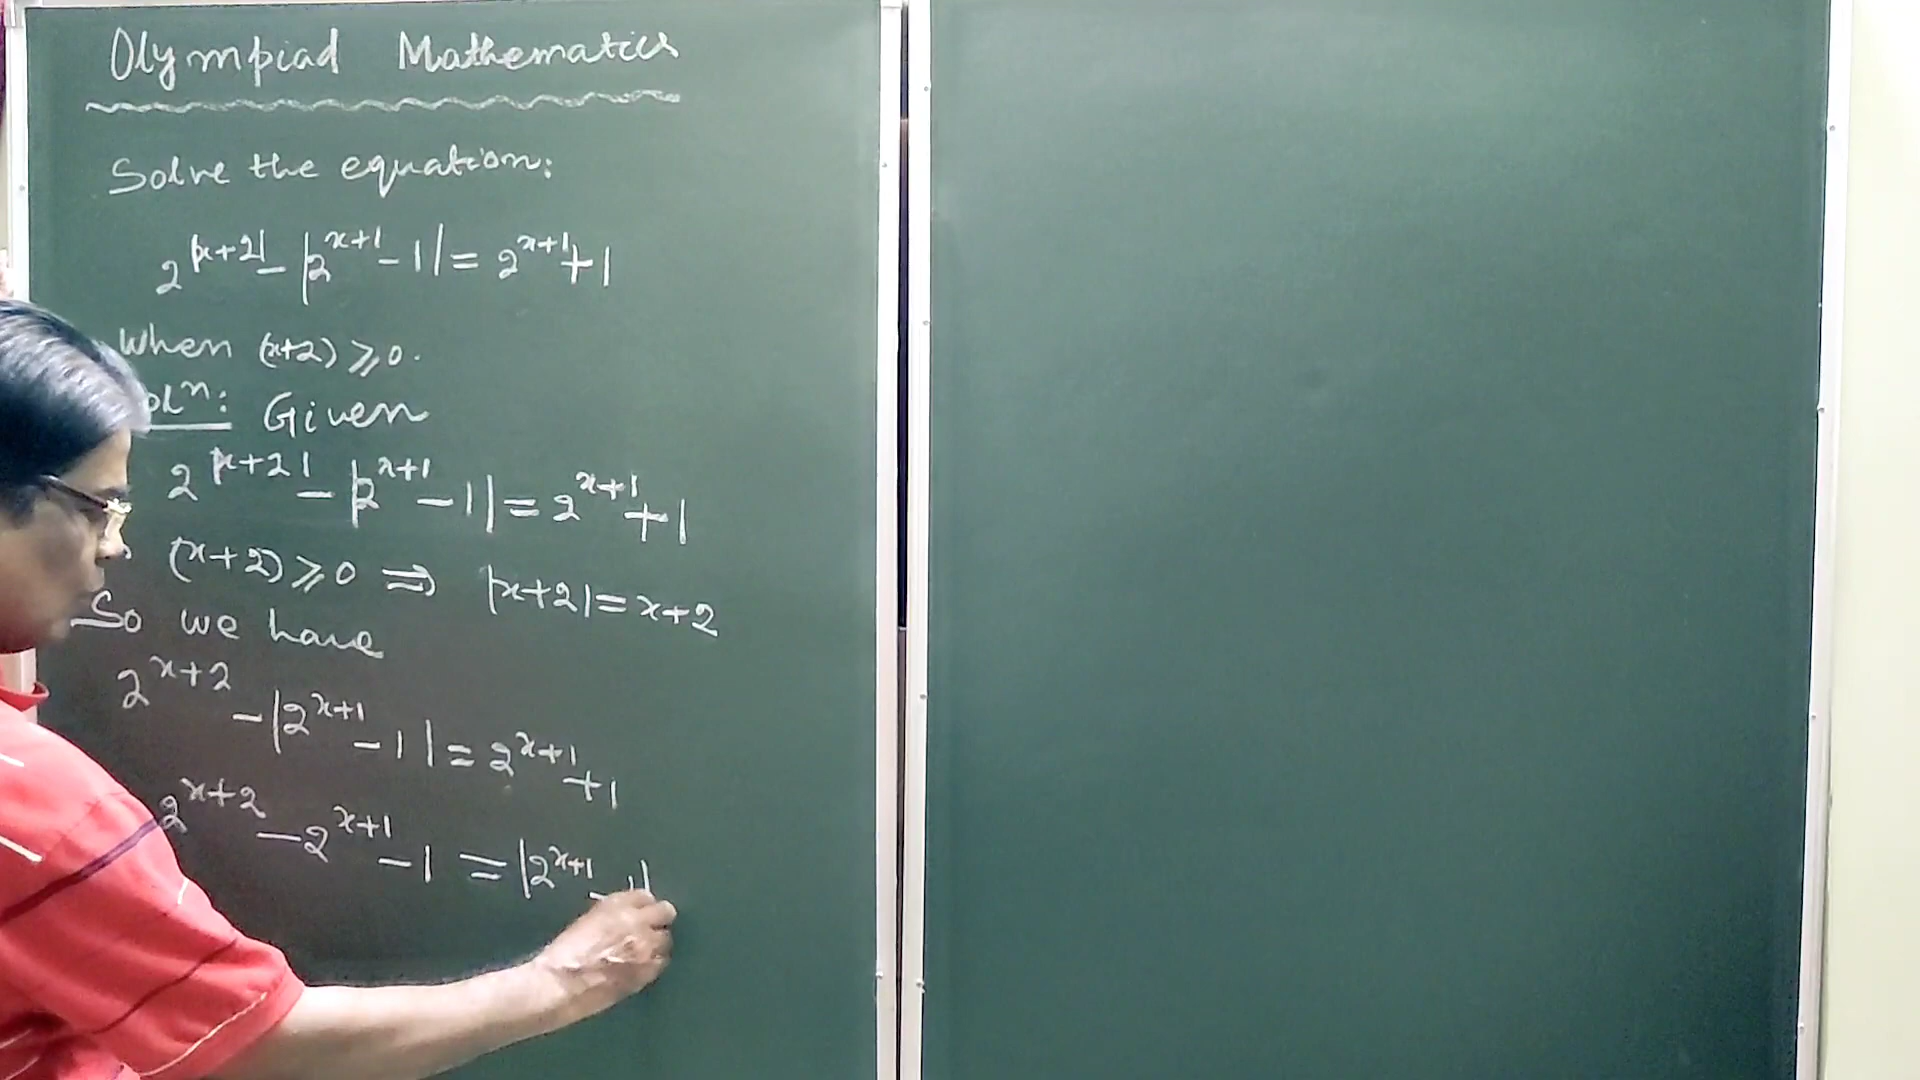 Olympiad Mathematics
Solve the equation:
2^|x+2| - |2^x+1 - 1| = 2^x+1 + 1
When (x+2) ⩾ 0.
olⁿ: Given
2^|x+2| - |2^x+1 - 1| = 2^x+1 + 1
(x+2) ⩾ 0 ⇒ |x+2| = x+2
So we have
2^x+2 - |2^x+1 - 1| = 2^x+1 + 1
2^x+2 - 2^x+1 - 1 = |2^x+1 - 1|